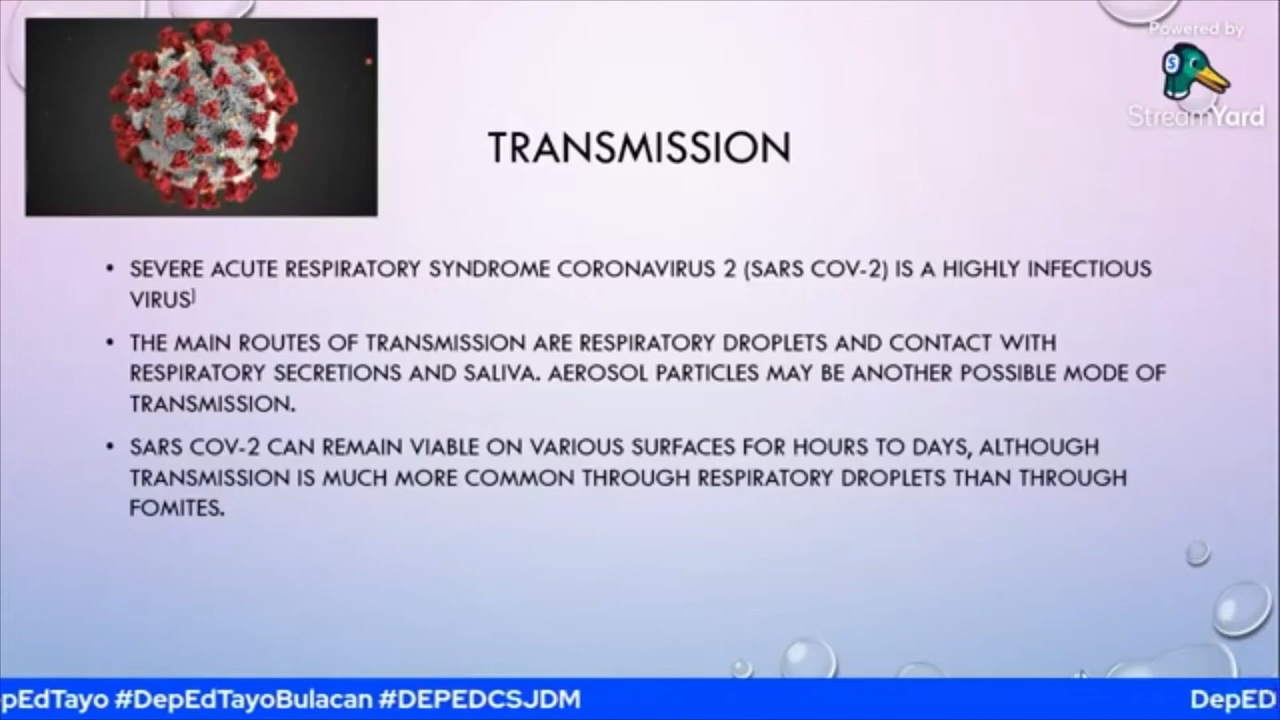 Powered by
StreamYard
TRANSMISSION
• SEVERE ACUTE RESPIRATORY SYNDROME CORONAVIRUS 2 (SARS COV-2) IS A HIGHLY INFECTIOUS
VIRUS]
• THE MAIN ROUTES OF TRANSMISSION ARE RESPIRATORY DROPLETS AND CONTACT WITH
RESPIRATORY SECRETIONS AND SALIVA. AEROSOL PARTICLES MAY BE ANOTHER POSSIBLE MODE OF
TRANSMISSION.
• SARS COV-2 CAN REMAIN VIABLE ON VARIOUS SURFACES FOR HOURS TO DAYS, ALTHOUGH
TRANSMISSION IS MUCH MORE COMMON THROUGH RESPIRATORY DROPLETS THAN THROUGH
FOMITES.
pEdTayo #DepEdTayoBulacan #DEPEDCSJDM DepED